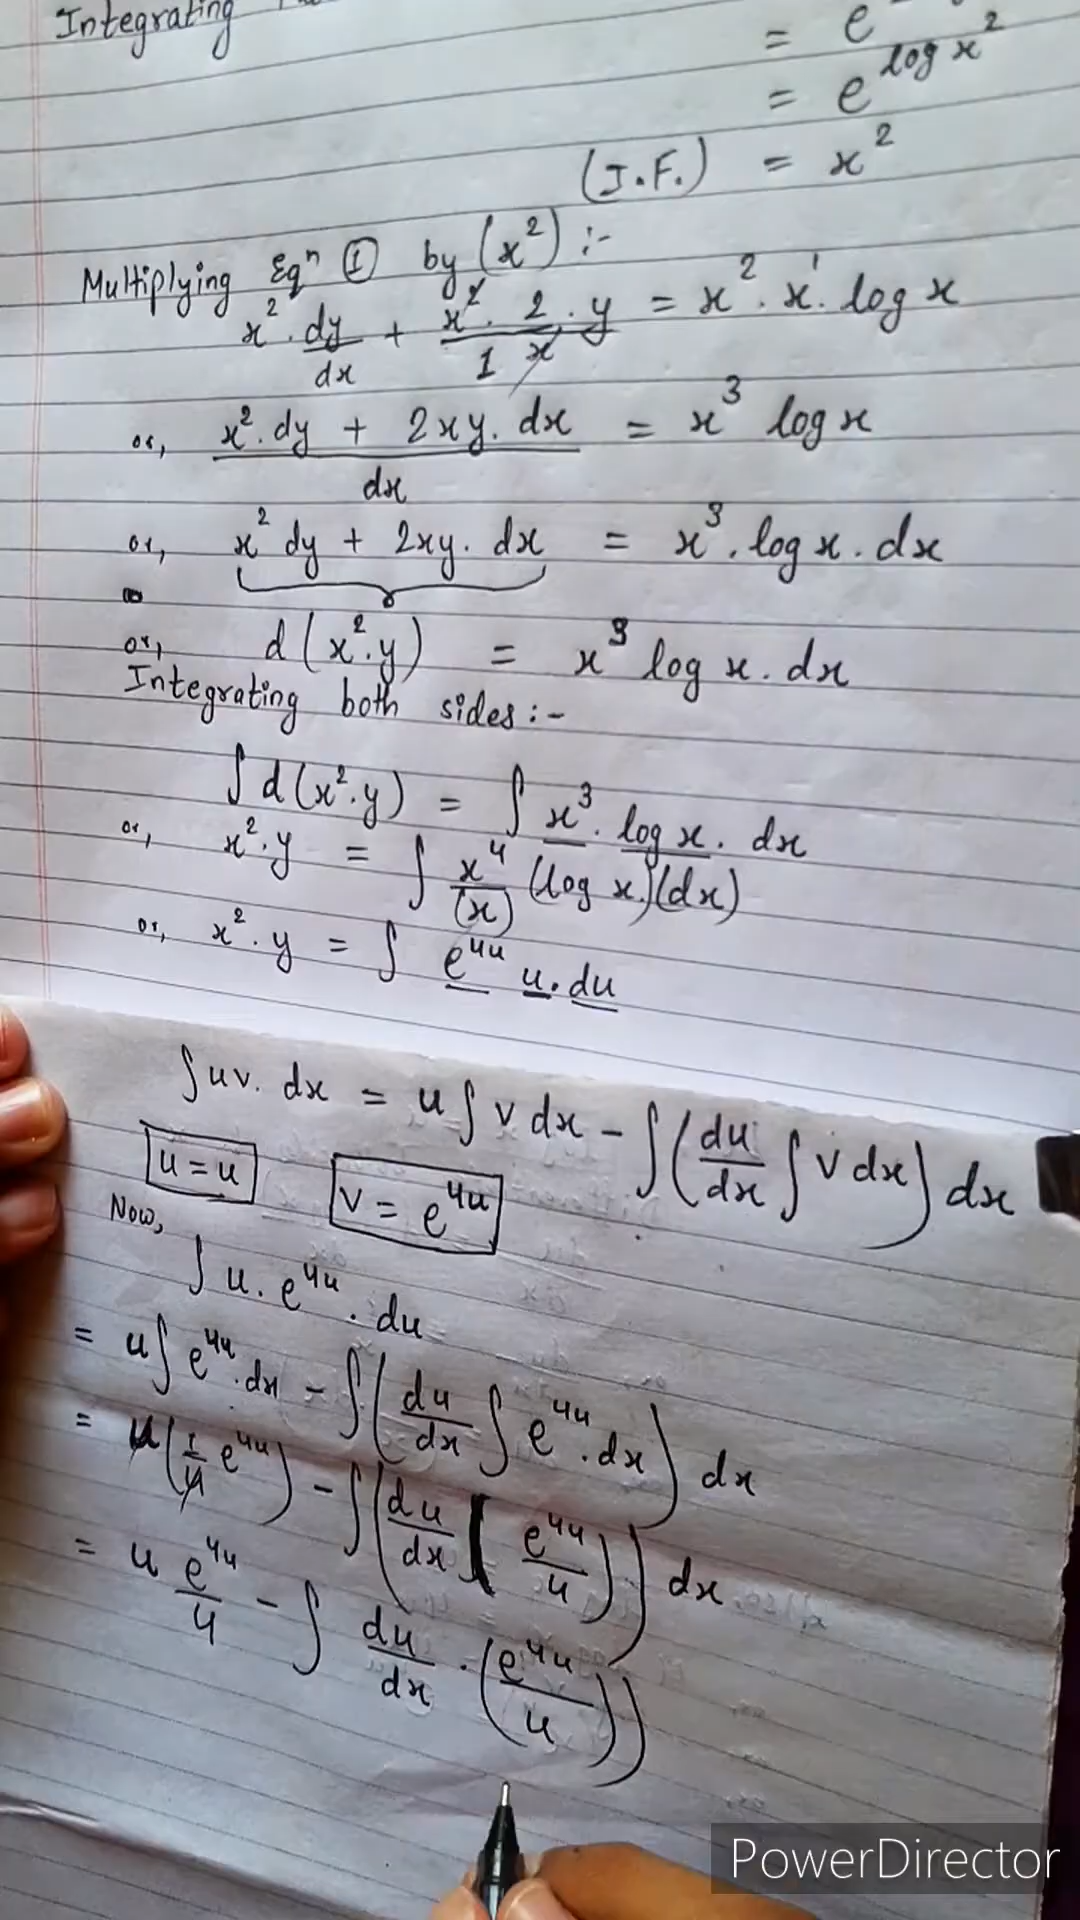 Integrating
= e
= e^{log x^2}
(I.F.) = x^2
Multiplying Eqⁿ ① by (x^2) :-
x^2 . dy/dx + x^2 . 2 . y / 1 x = x^2 . x^1 . log x
or, x^2 . dy + 2xy . dx / dx = x^3 log x
or, x^2 dy + 2xy . dx = x^3 . log x . dx
or, d(x^2 . y) = x^3 log x . dx
Integrating both sides :-
∫ d(x^2 . y) = ∫ x^3 . log x . dx
or, x^2 . y = ∫ x^4/(x) (log x) (dx)
or, x^2 . y = ∫ e^{4u} u . du
∫ uv . dx = u ∫ v dx - ∫ (du/dx ∫ v dx) dx
u = u v = e^{4u}
Now,
∫ u . e^{4u} . du
= u ∫ e^{4u} . dx - ∫ (du/dx ∫ e^{4u} . dx) dx
= u (1/4 e^{4u}) - ∫ (du/dx ( e^{4u}/4 )) dx
= u e^{4u}/4 - ∫ du/dx . (e^{4u}/4))
PowerDirector